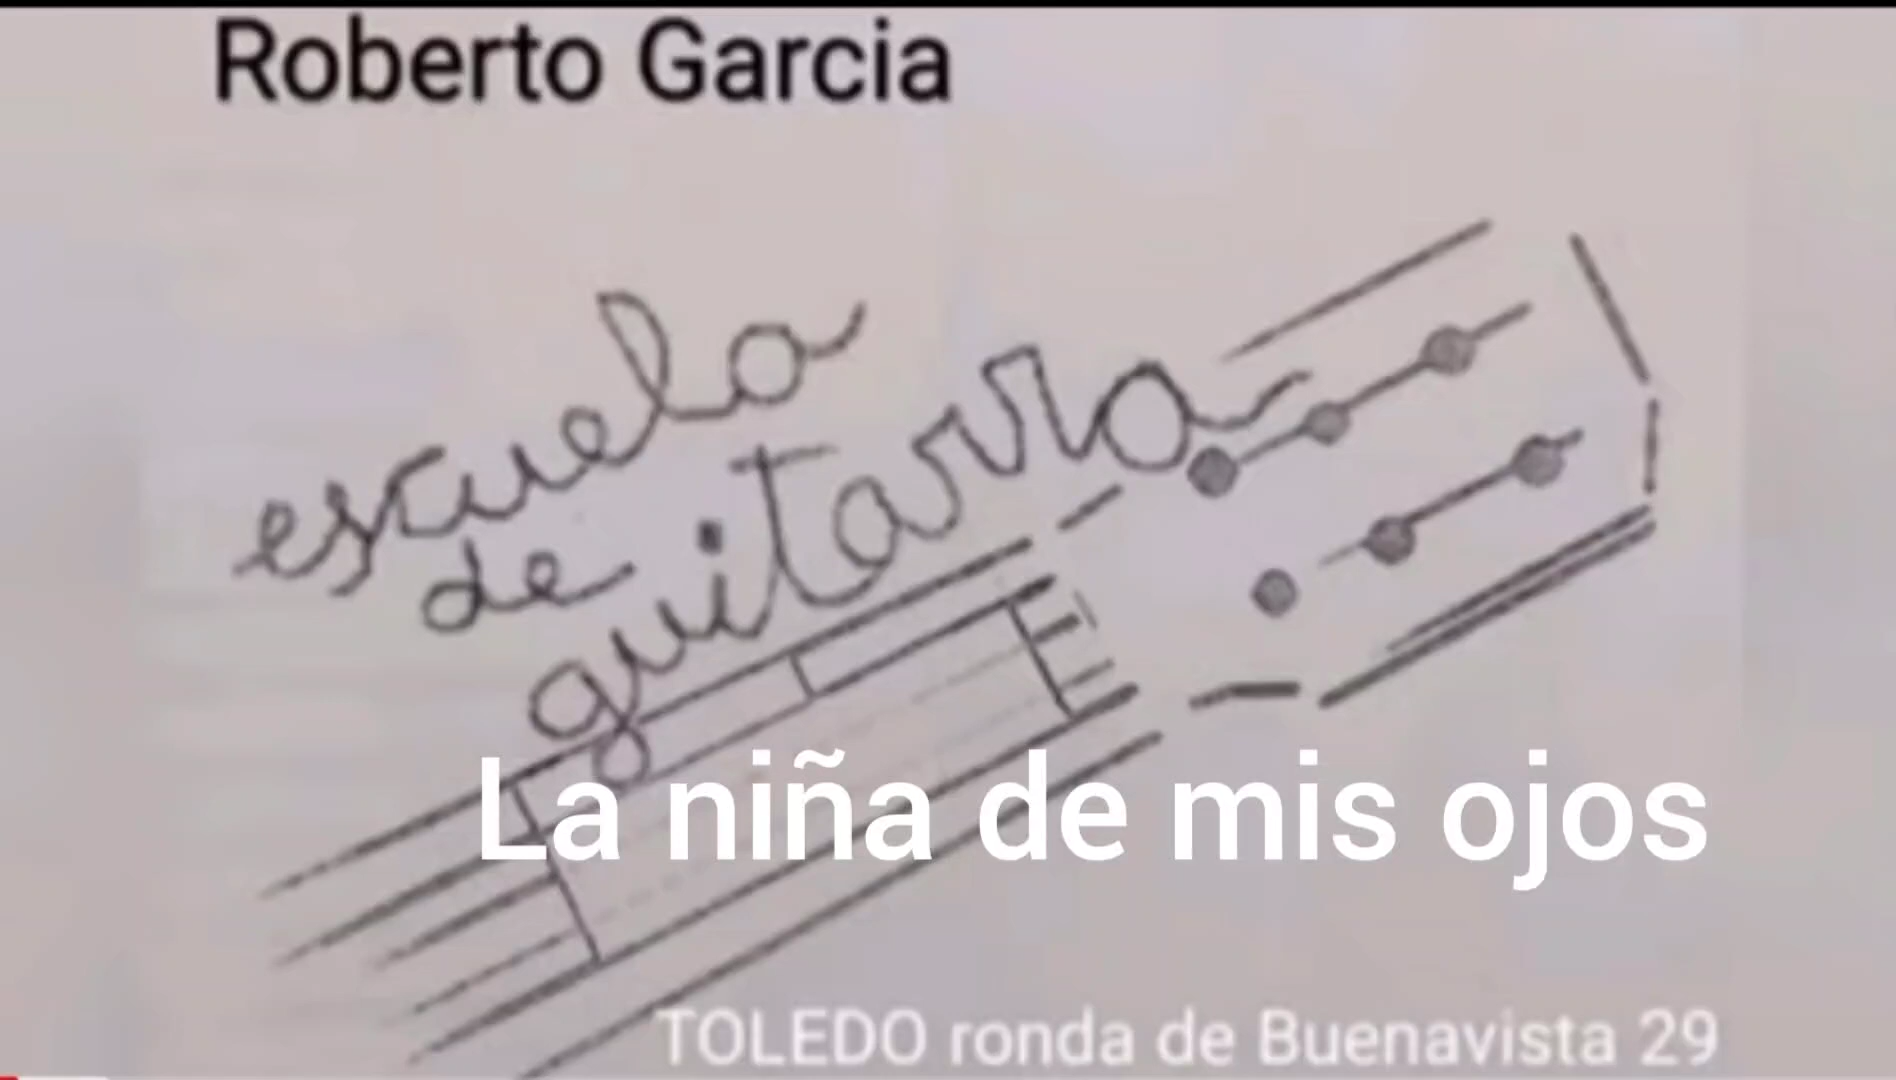 Roberto Garcia
escuela
de
guitarra
La niña de mis ojos
TOLEDO ronda de Buenavista 29